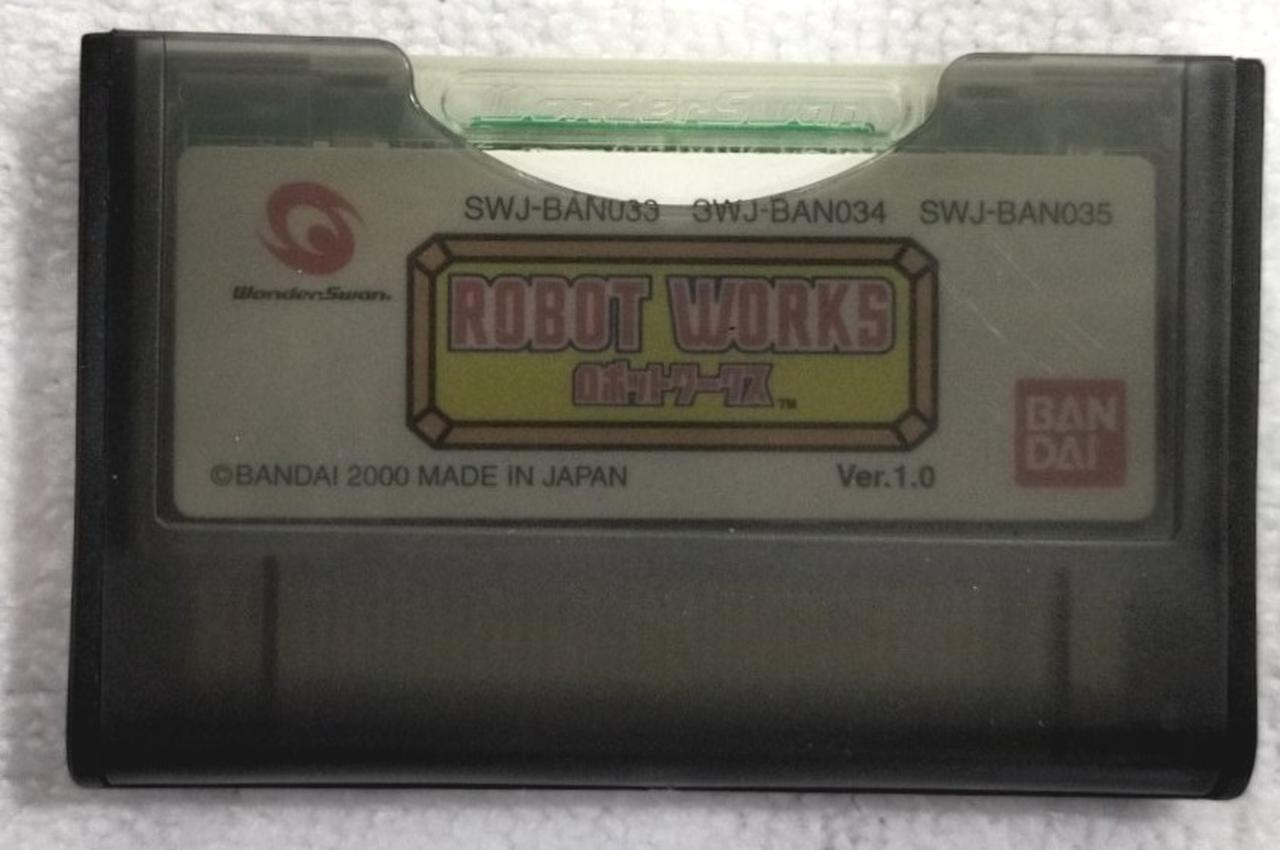 WonderSwan
SWJ-BAN033 SWJ-BAN034 SWJ-BAN035
WonderSwan.
ROBOT WORKS
ロボットワークス
TM
BAN
DAI
©BANDAI 2000 MADE IN JAPAN
Ver.1.0